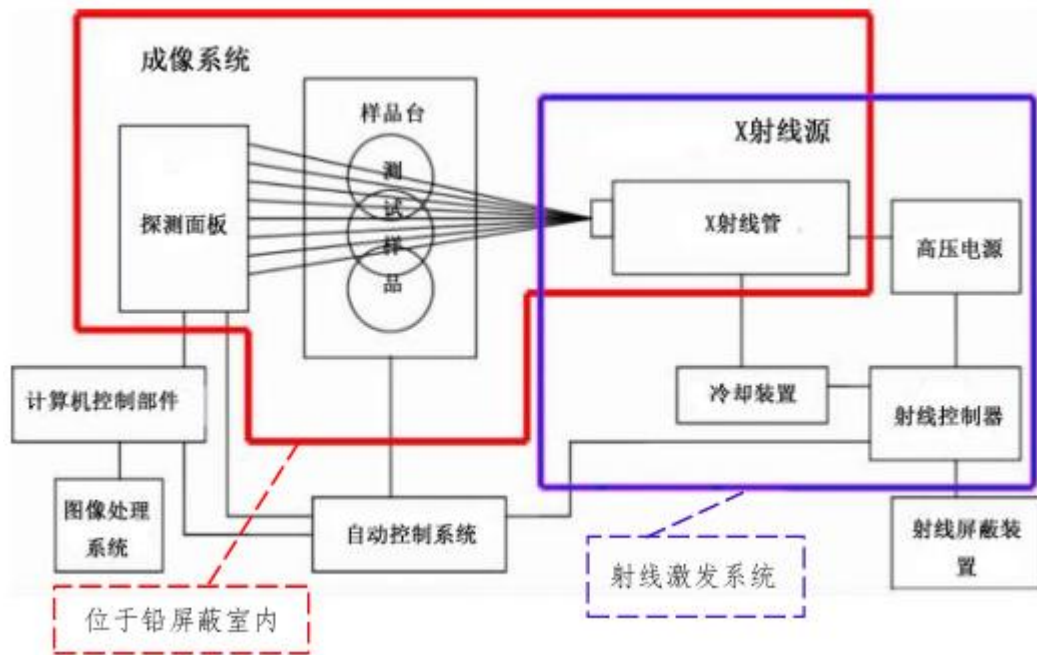 成像系统
样品台
X射线源
测
试
样
品
探测面板
X射线管
高压电源
计算机控制部件
冷却装置
射线控制器
图像处理
系统
自动控制系统
射线屏蔽装
置
射线激发系统
位于铅屏蔽室内